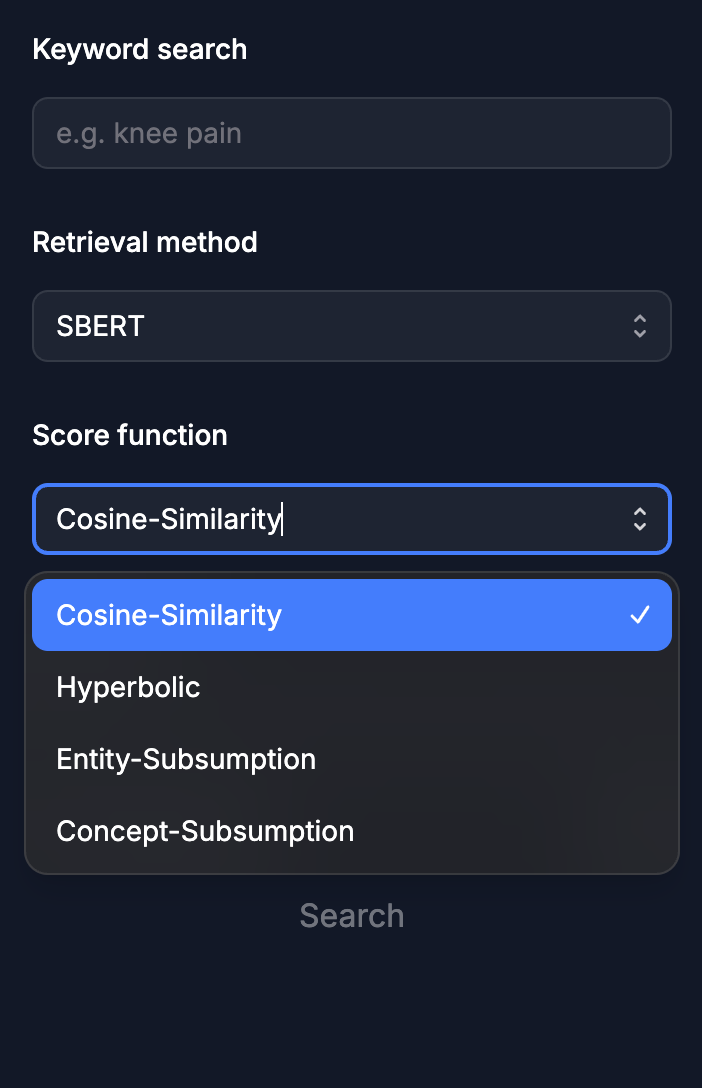 Keyword search
e.g. knee pain
Retrieval method
SBERT
Score function
Cosine-Similarity
Cosine-Similarity
Hyperbolic
Entity-Subsumption
Concept-Subsumption
Search